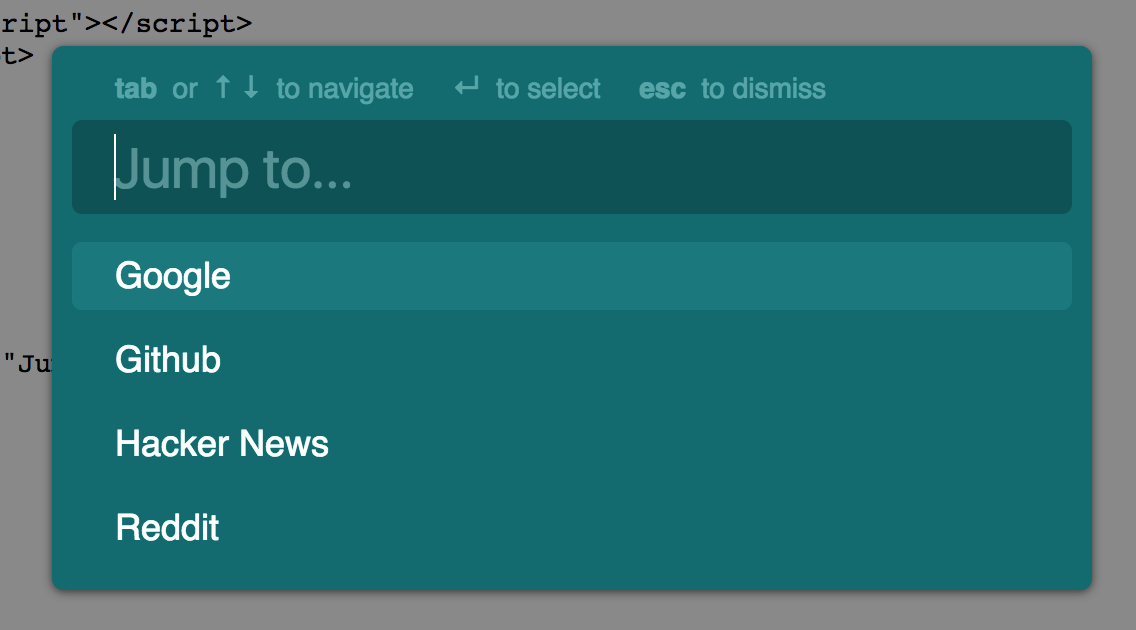 ript"></script>
t>
tab or ↑ ↓ to navigate ↵ to select esc to dismiss
Jump to...
Google
Github
"Ju
Hacker News
Reddit